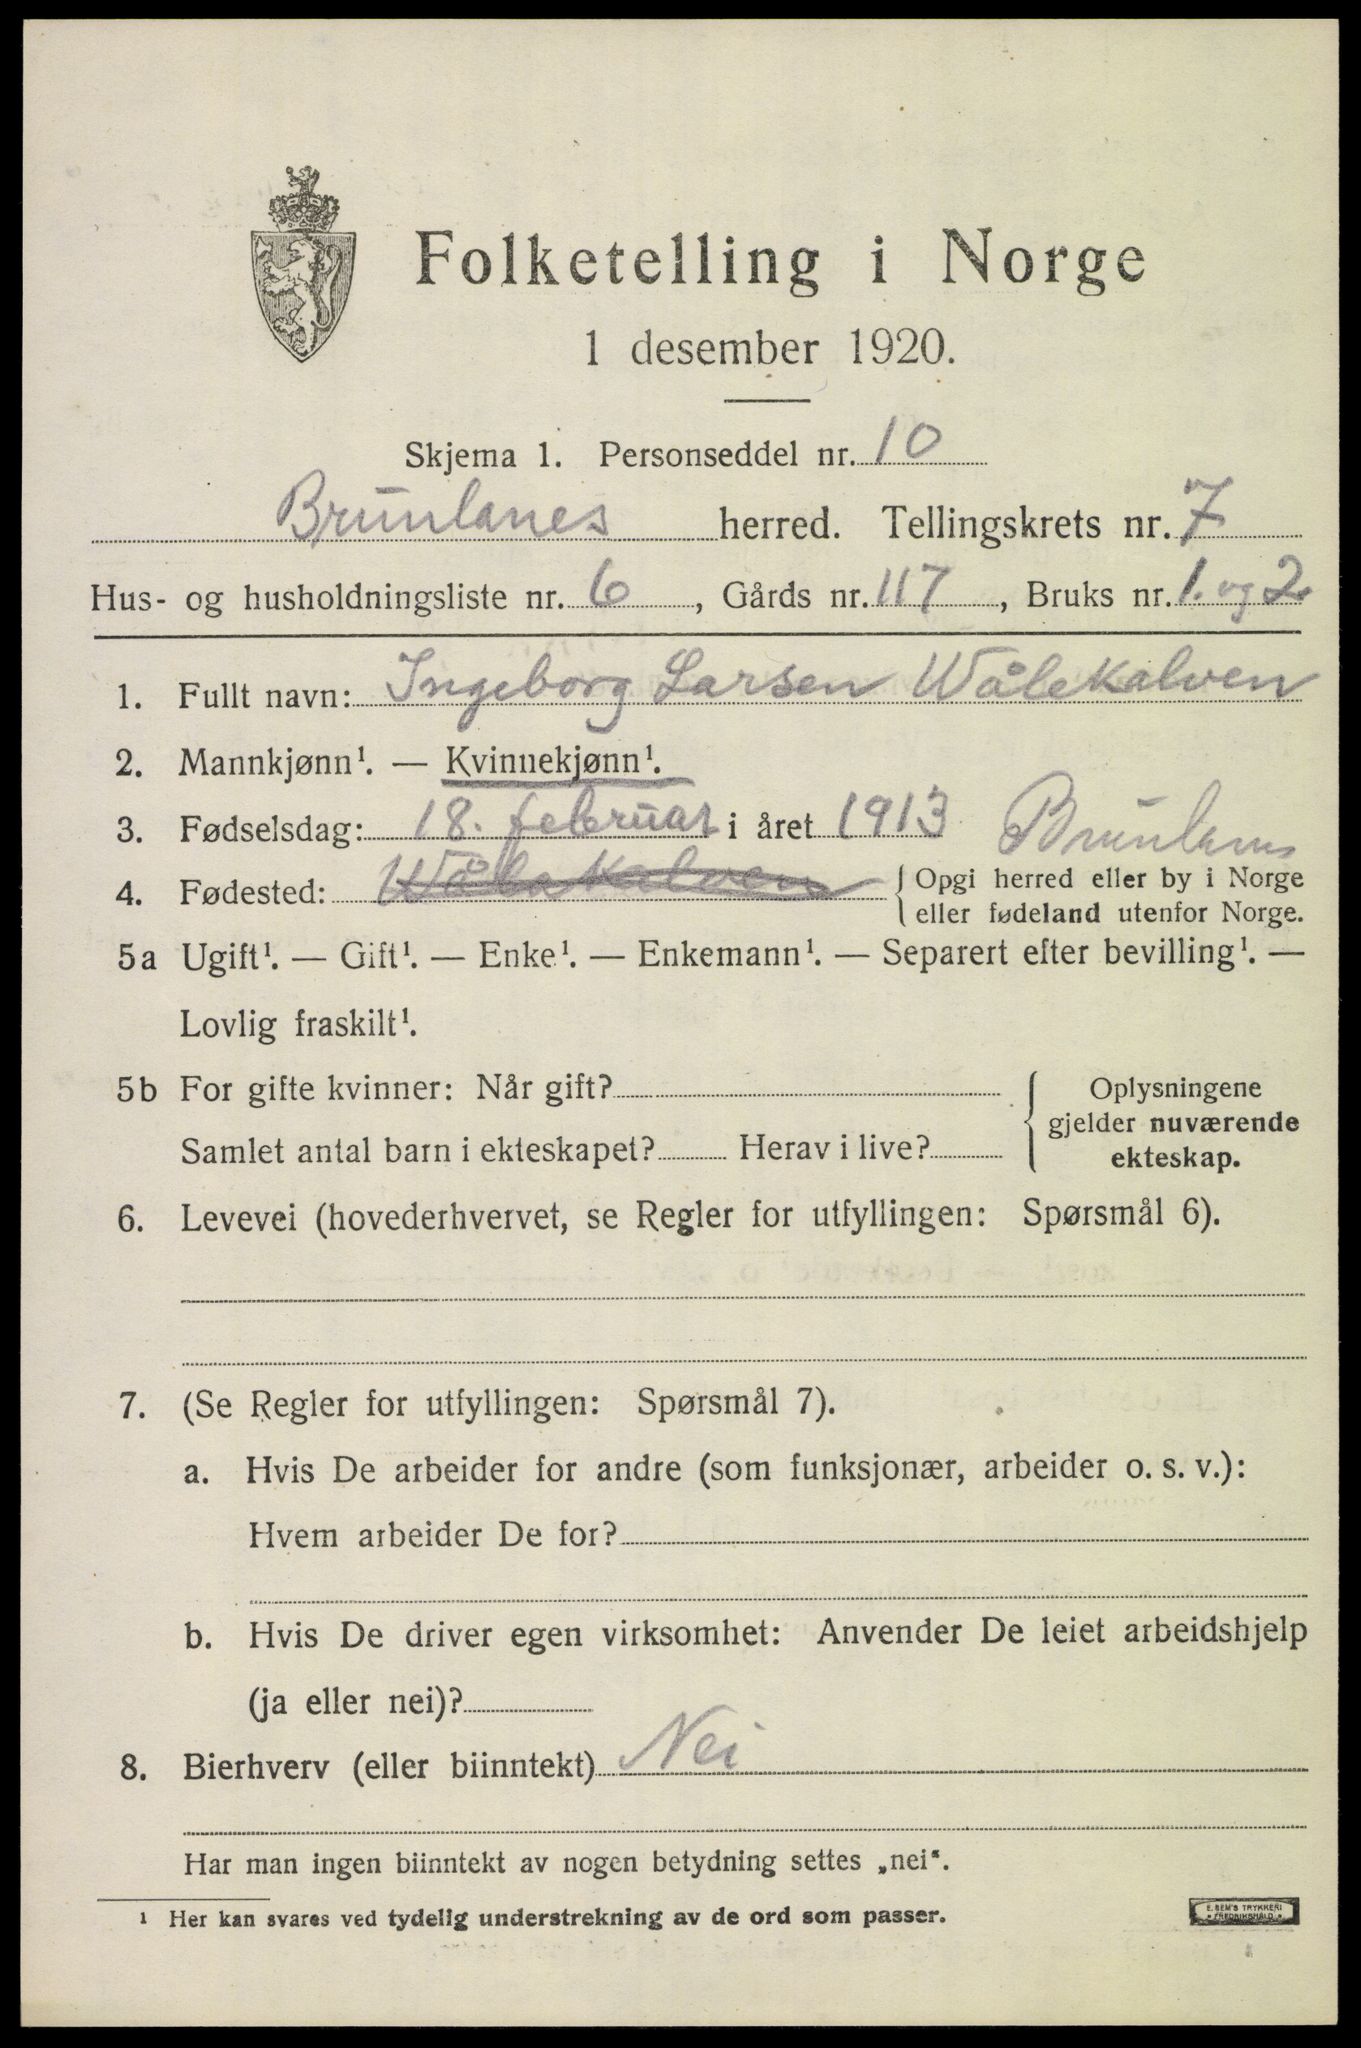 Folketelling i Norge
1 desember 1920.
Skjema 1. Personseddel nr. 10
Brunlanes herred. Tellingskrets nr. 7
Hus- og husholdningsliste nr. 6, Gårds nr. 117, Bruks nr. 1. og 2.
1. Fullt navn: Ingeborg Larsen Wålekalven
2. Mannkjønn¹. — Kvinnekjønn¹.
3. Fødselsdag: 18. februar i året 1913 Brunlanes
4. Fødested: Wålekalven { Opgi herred eller by i Norge
eller fødeland utenfor Norge.
5a Ugift¹. — Gift¹. — Enke¹. — Enkemann¹. — Separert efter bevilling¹. —
Lovlig fraskilt¹.
5b For gifte kvinner: Når gift? { Oplysningene
gjelder nuværende
Samlet antal barn i ekteskapet? Herav i live? ekteskap.
6. Levevei (hovederhvervet, se Regler for utfyllingen: Spørsmål 6).
7. (Se Regler for utfyllingen: Spørsmål 7).
a. Hvis De arbeider for andre (som funksjonær, arbeider o. s. v.):
Hvem arbeider De for?
b. Hvis De driver egen virksomhet: Anvender De leiet arbeidshjelp
(ja eller nei)?
8. Bierhverv (eller biinntekt) Nei
Har man ingen biinntekt av nogen betydning settes „nei“.
¹ Her kan svares ved tydelig understrekning av de ord som passer.
E. SEM'S TRYKKERI
FREDRIKSHALD